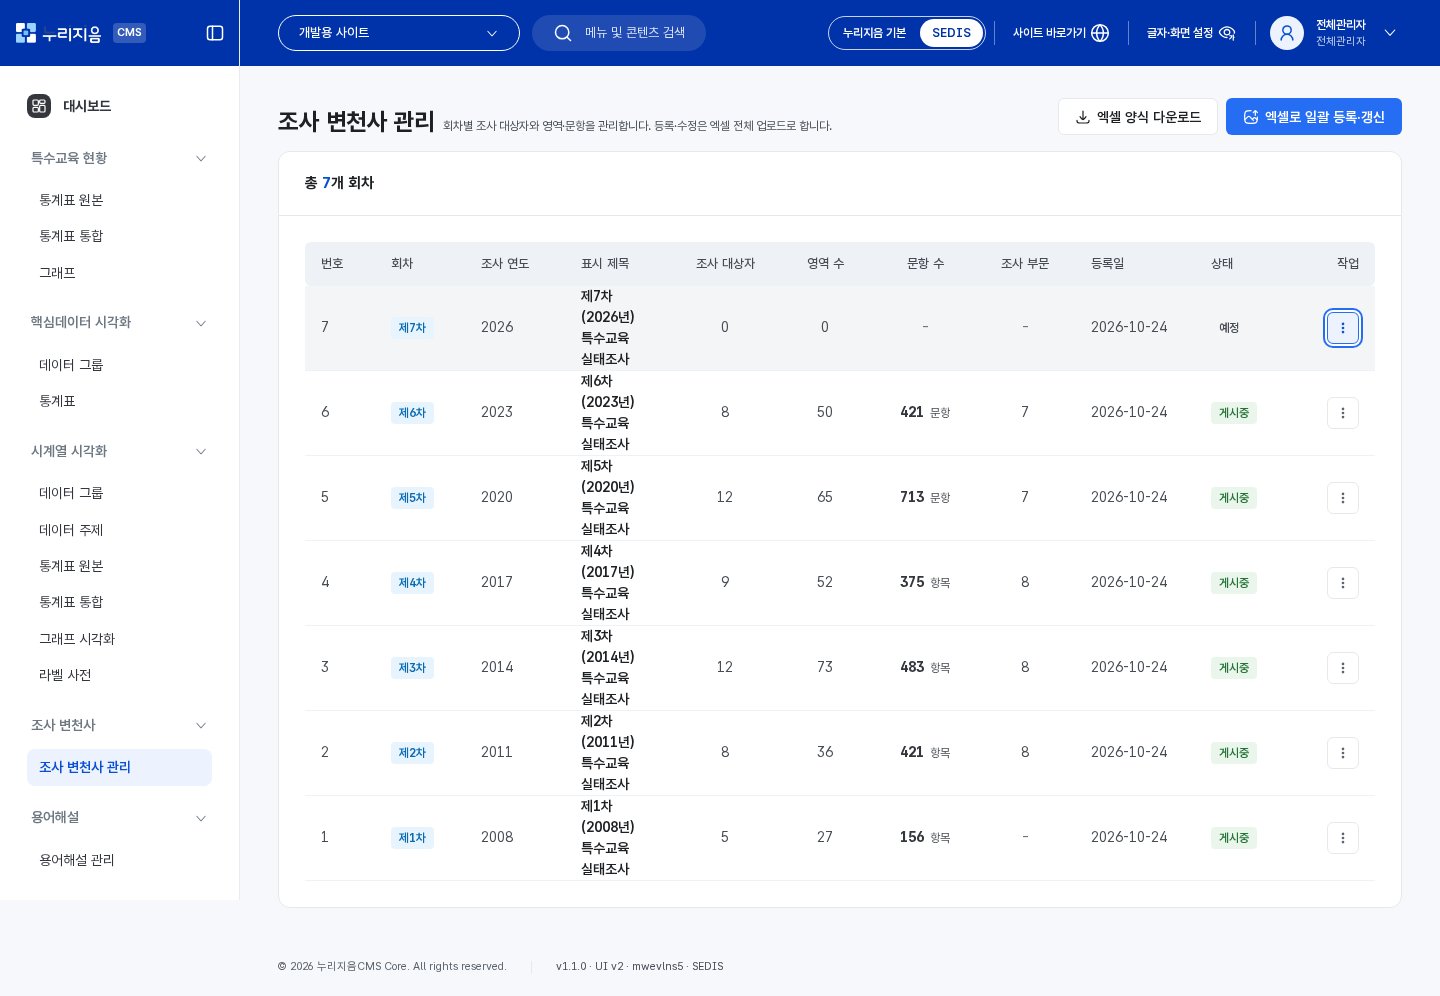 누리지음 CMS
개발용 사이트
메뉴 및 콘텐츠 검색
누리지음 기본
SEDIS
사이트 바로가기
글자·화면 설정
전체관리자
전체관리자
대시보드
특수교육 현황
통계표 원본
통계표 통합
그래프
핵심데이터 시각화
데이터 그룹
통계표
시계열 시각화
데이터 그룹
데이터 주제
통계표 원본
통계표 통합
그래프 시각화
라벨 사전
조사 변천사
조사 변천사 관리
용어해설
용어해설 관리
조사 변천사 관리 회차별 조사 대상자와 영역·문항을 관리합니다. 등록·수정은 엑셀 전체 업로드로 합니다.
엑셀 양식 다운로드
엑셀로 일괄 등록·갱신
총 7개 회차
번호 회차 조사 연도 표시 제목 조사 대상자 영역 수 문항 수 조사 부문 등록일 상태 작업
7 제7차 2026 제7차
(2026년)
특수교육
실태조사 0 0 - - 2026-10-24 예정
6 제6차 2023 제6차
(2023년)
특수교육
실태조사 8 50 421 문항 7 2026-10-24 게시중
5 제5차 2020 제5차
(2020년)
특수교육
실태조사 12 65 713 문항 7 2026-10-24 게시중
4 제4차 2017 제4차
(2017년)
특수교육
실태조사 9 52 375 항목 8 2026-10-24 게시중
3 제3차 2014 제3차
(2014년)
특수교육
실태조사 12 73 483 항목 8 2026-10-24 게시중
2 제2차 2011 제2차
(2011년)
특수교육
실태조사 8 36 421 항목 8 2026-10-24 게시중
1 제1차 2008 제1차
(2008년)
특수교육
실태조사 5 27 156 항목 - 2026-10-24 게시중
© 2026 누리지음CMS Core. All rights reserved.
v1.1.0 · UI v2 · mwevlns5 · SEDIS